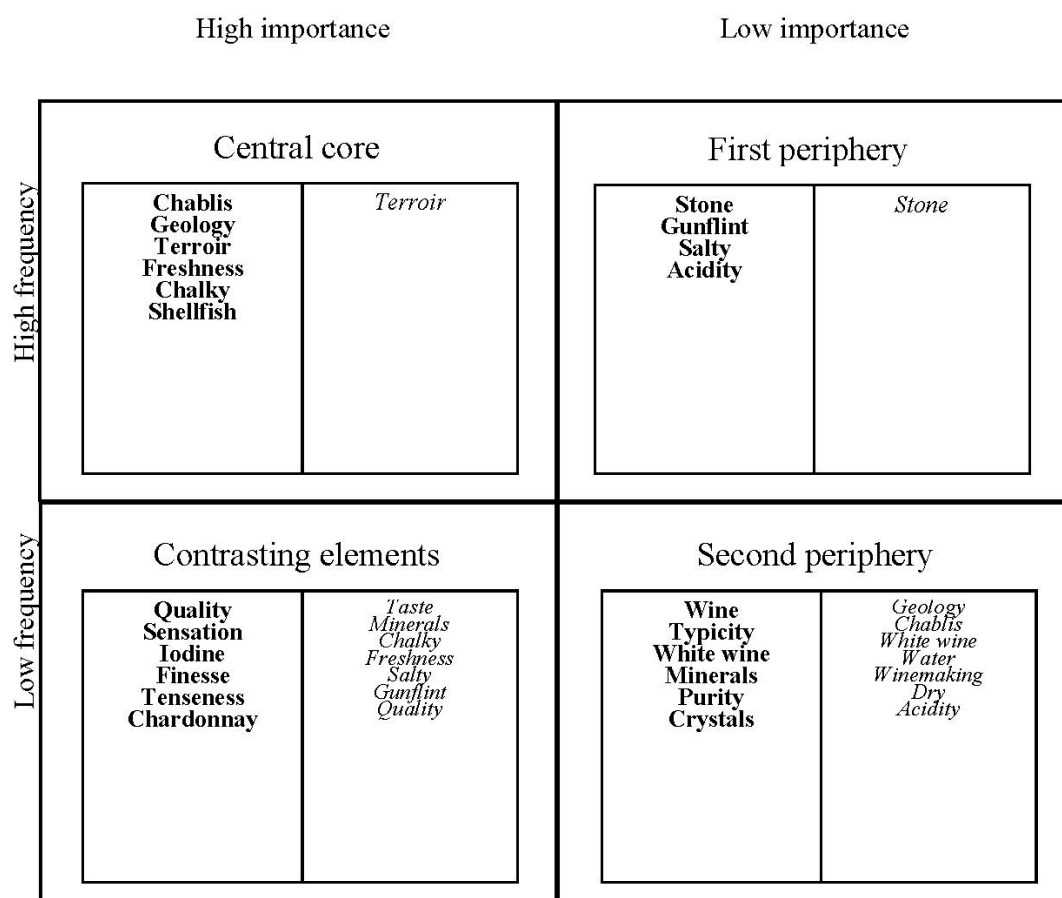 High importance
Low importance
High frequency
Central core
Chablis
Geology
Terroir
Freshness
Chalky
Shellfish
Terroir
First periphery
Stone
Gunflint
Salty
Acidity
Stone
Low frequency
Contrasting elements
Quality
Sensation
Iodine
Finesse
Tenseness
Chardonnay
Taste
Minerals
Chalky
Freshness
Salty
Gunflint
Quality
Second periphery
Wine
Typicity
White wine
Minerals
Purity
Crystals
Geology
Chablis
White wine
Water
Winemaking
Dry
Acidity